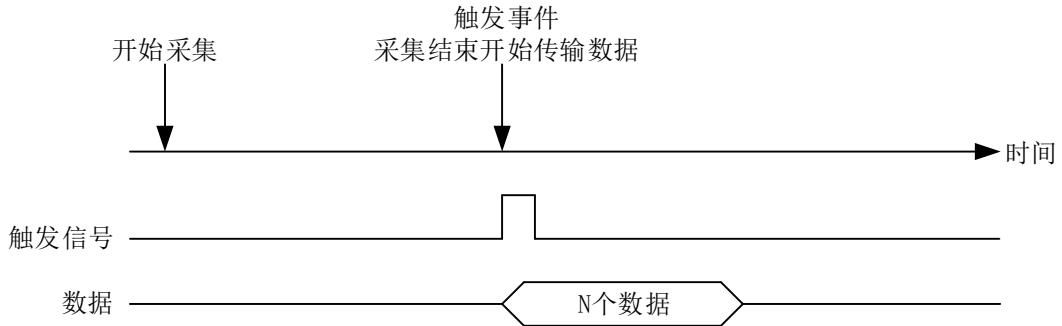 触发事件
开始采集
采集结束开始传输数据
时间
触发信号
数据
N个数据